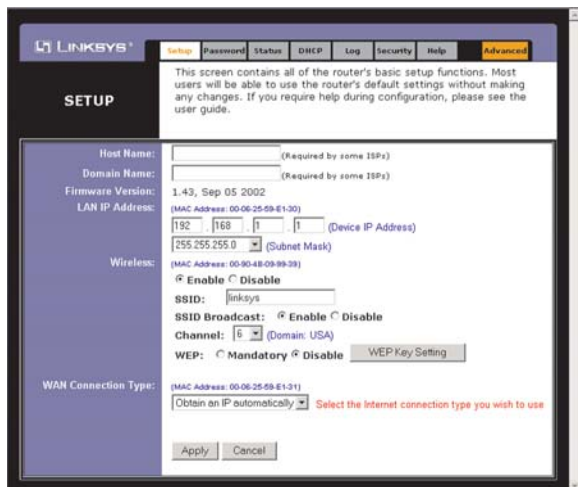 LINKSYS®
Setup Password Status DHCP Log Security Help Advanced
SETUP
This screen contains all of the router's basic setup functions. Most
users will be able to use the router's default settings without making
any changes. If you require help during configuration, please see the
user guide.
Host Name: (Required by some ISPs)
Domain Name: (Required by some ISPs)
Firmware Version: 1.43, Sep 05 2002
LAN IP Address: (MAC Address: 00-06-25-59-E1-30)
192 . 168 . 1 . 1 (Device IP Address)
255.255.255.0 (Subnet Mask)
Wireless: (MAC Address: 00-90-4B-09-99-39)
Enable Disable
SSID: linksys
SSID Broadcast: Enable Disable
Channel: 6 (Domain: USA)
WEP: Mandatory Disable WEP Key Setting
WAN Connection Type: (MAC Address: 00-06-25-59-E1-31)
Obtain an IP automatically Select the Internet connection type you wish to use
Apply Cancel